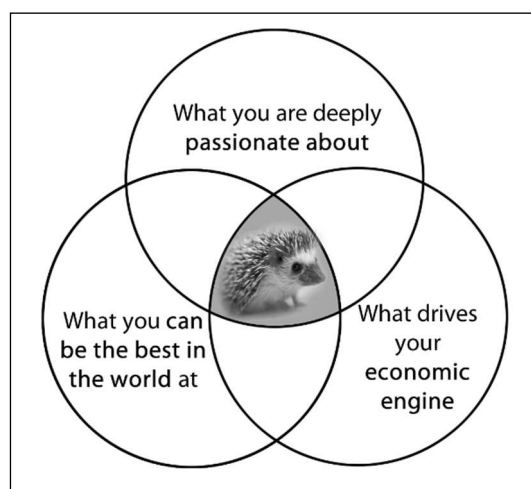 What you are deeply
passionate about
What you can
be the best in
the world at
What drives
your
economic
engine